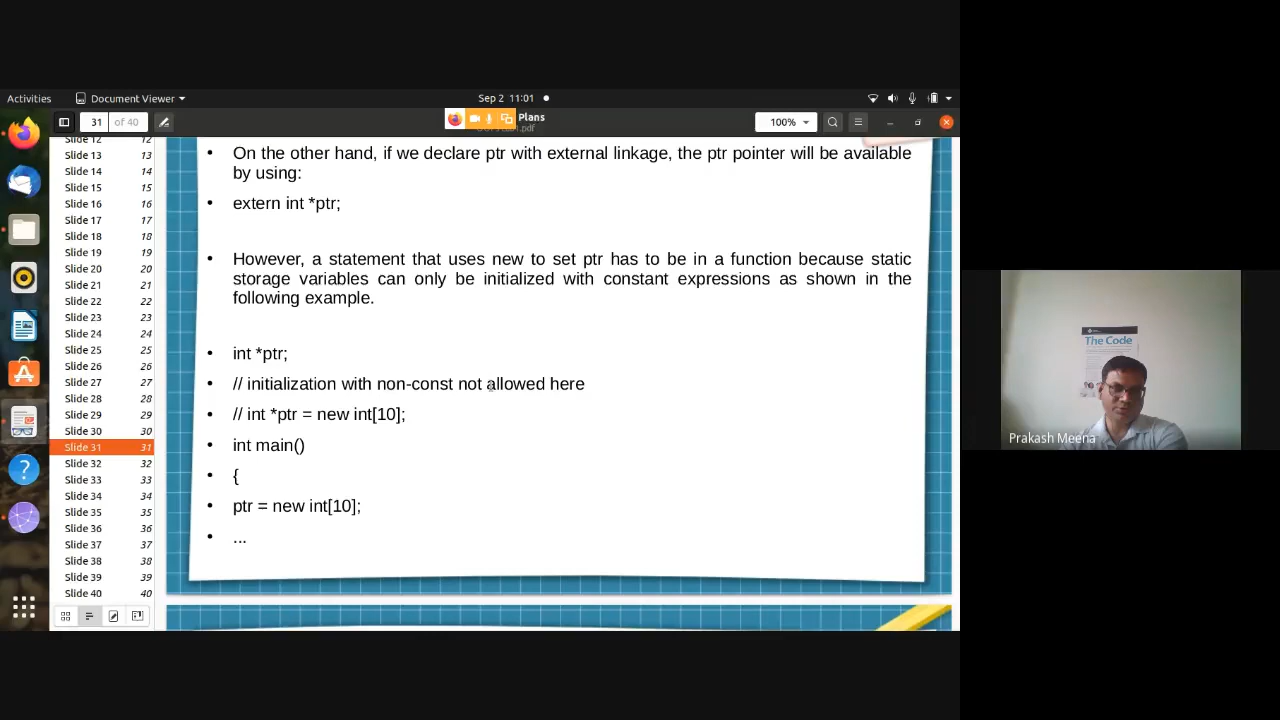 Activities
Document Viewer
Sep 2 11:01
31
of 40
Plans
.pdf
100%
Slide 12 12
Slide 13 13
Slide 14 14
Slide 15 15
Slide 16 16
Slide 17 17
Slide 18 18
Slide 19 19
Slide 20 20
Slide 21 21
Slide 22 22
Slide 23 23
Slide 24 24
Slide 25 25
Slide 26 26
Slide 27 27
Slide 28 28
Slide 29 29
Slide 30 30
Slide 31 31
Slide 32 32
Slide 33 33
Slide 34 34
Slide 35 35
Slide 36 36
Slide 37 37
Slide 38 38
Slide 39 39
Slide 40 40
• On the other hand, if we declare ptr with external linkage, the ptr pointer will be available
by using:
• extern int *ptr;
• However, a statement that uses new to set ptr has to be in a function because static
storage variables can only be initialized with constant expressions as shown in the
following example.
• int *ptr;
• // initialization with non-const not allowed here
• // int *ptr = new int[10];
• int main()
• {
• ptr = new int[10];
• ...
The Code
Prakash Meena